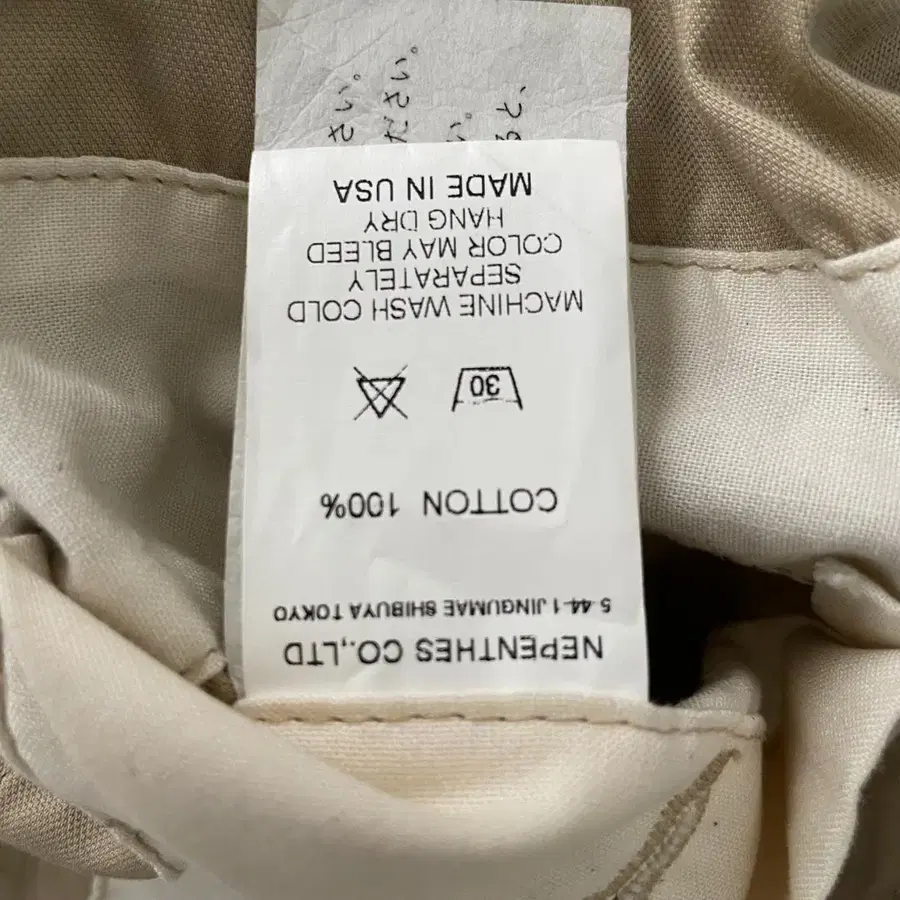 NEPENTHES CO.,LTD
5-44-1 JINGUMAE SHIBUYA TOKYO
COTTON 100%
30
MACHINE WASH COLD
SEPARATELY
COLOR MAY BLEED
HANG DRY
MADE IN USA